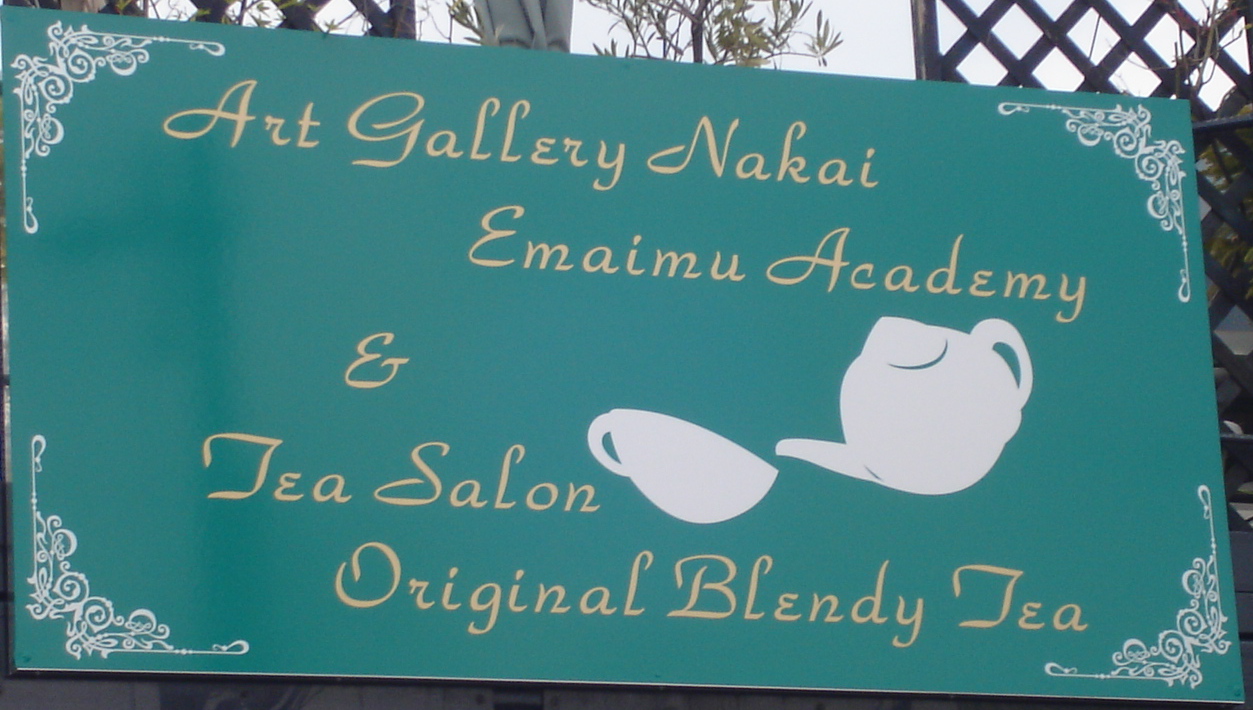 Art Gallery Nakai
Emaimu Academy
&
Tea Salon
Original Blendy Tea